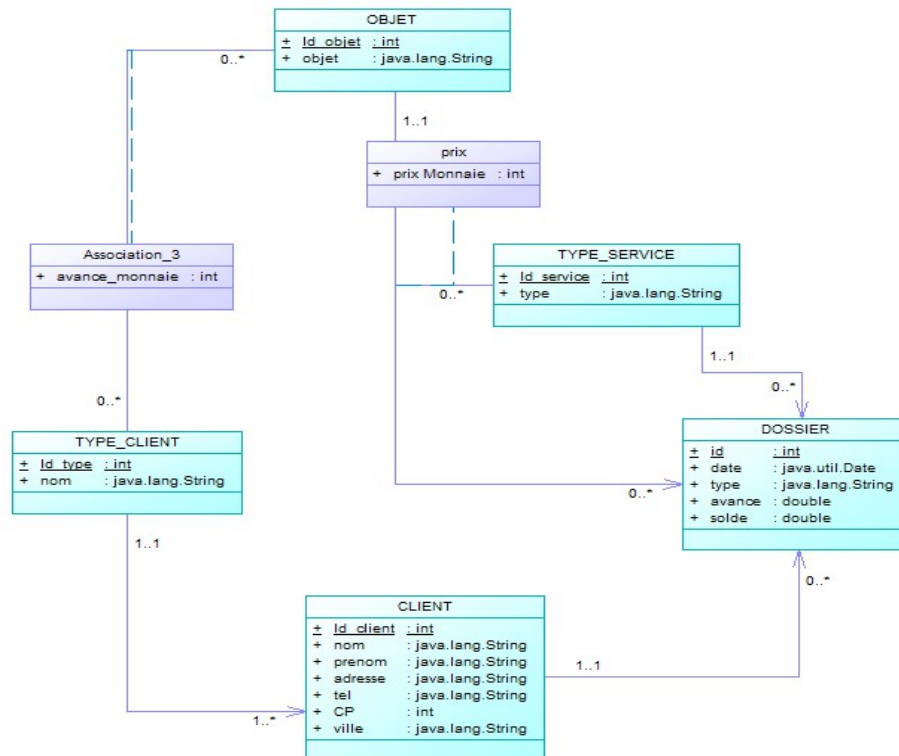 OBJET
+ Id_objet : int
+ objet : java.lang.String
0..*
1..1
prix
+ prix Monnaie : int
Association_3
+ avance_monnaie : int
TYPE_SERVICE
+ Id_service : int
+ type : java.lang.String
0..*
1..1
0..*
0..*
TYPE_CLIENT
+ Id_type : int
+ nom : java.lang.String
DOSSIER
+ id : int
+ date : java.util.Date
+ type : java.lang.String
+ avance : double
+ solde : double
0..*
1..1
0..*
CLIENT
+ Id_client : int
+ nom : java.lang.String
+ prenom : java.lang.String
+ adresse : java.lang.String
+ tel : java.lang.String
+ CP : int
+ ville : java.lang.String
1..1
1..*